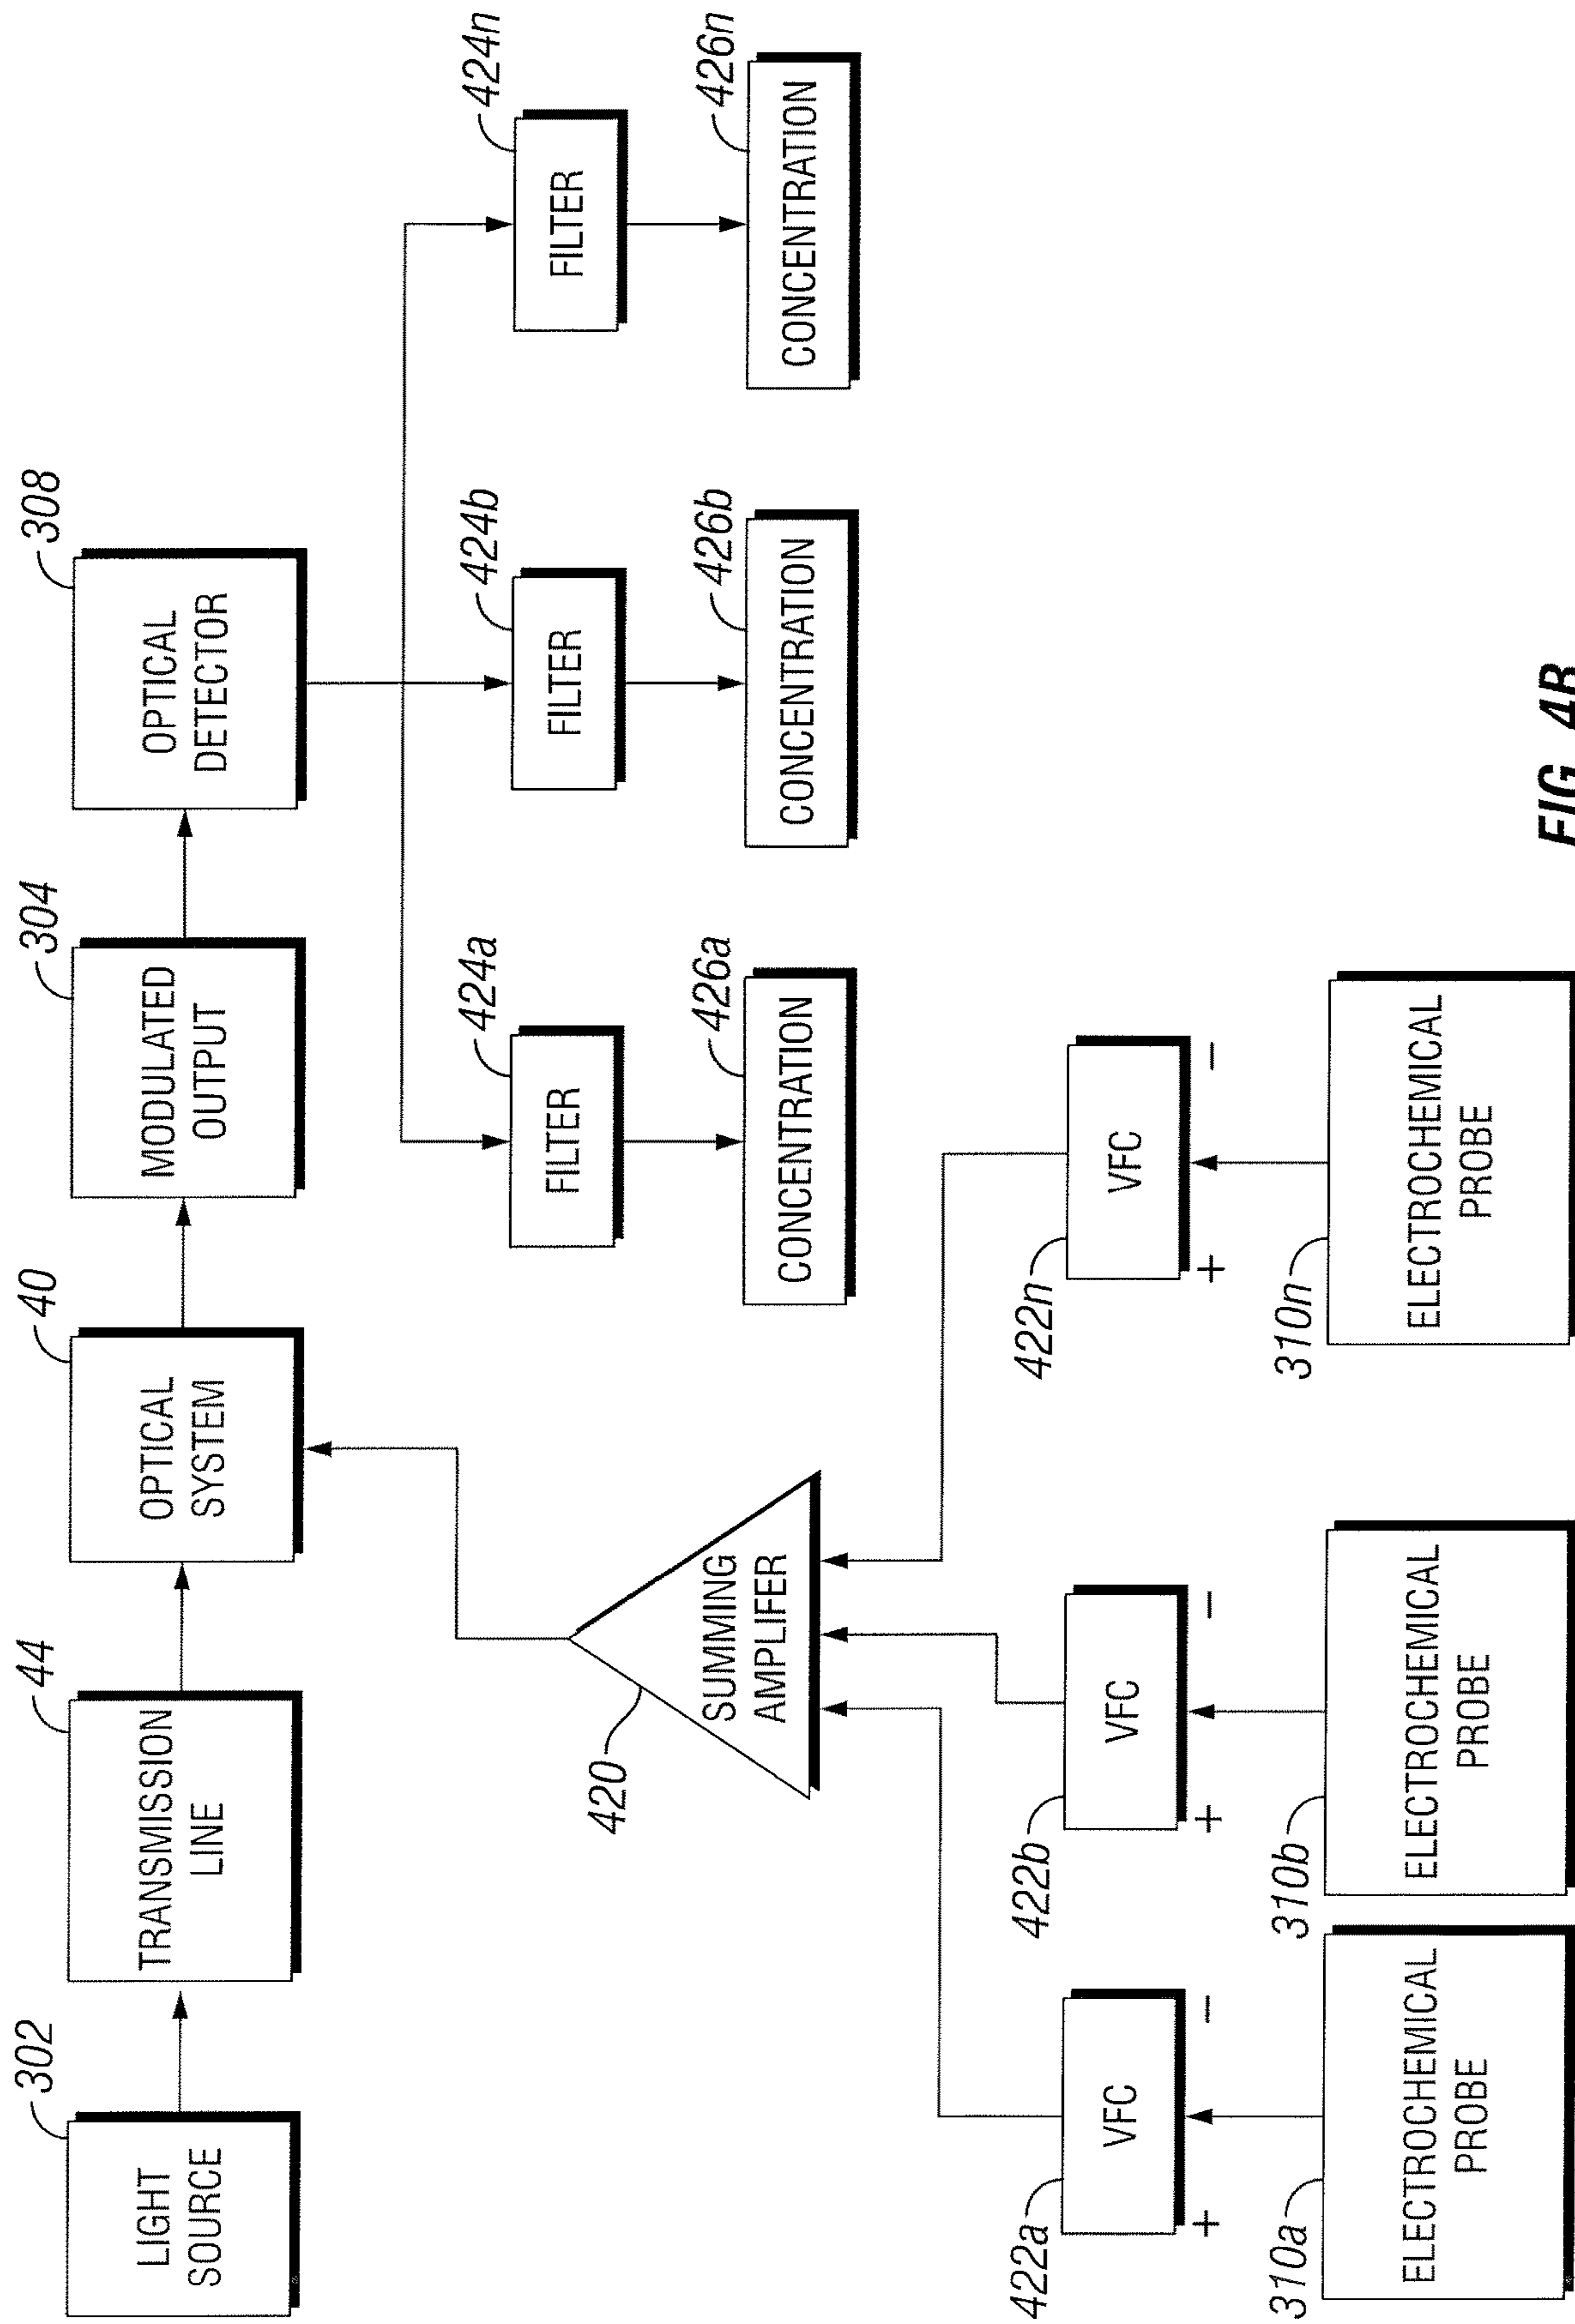 302
LIGHT
SOURCE
44
TRANSMISSION
LINE
40
OPTICAL
SYSTEM
304
MODULATED
OUTPUT
308
OPTICAL
DETECTOR
424a
FILTER
424b
FILTER
424n
FILTER
426a
CONCENTRATION
426b
CONCENTRATION
426n
CONCENTRATION
420
SUMMING
AMPLIFER
422a
VFC
+ −
422b
VFC
+ −
422n
VFC
+ −
310a
ELECTROCHEMICAL
PROBE
310b
ELECTROCHEMICAL
PROBE
310n
ELECTROCHEMICAL
PROBE
FIG. 4B